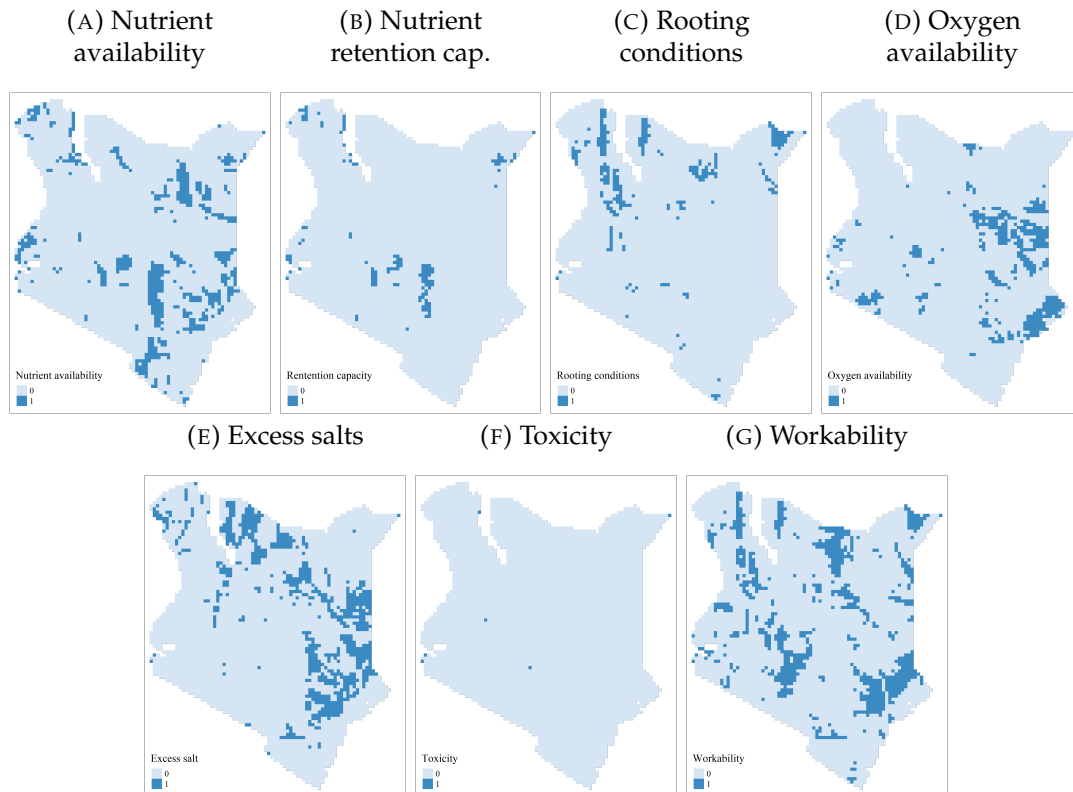 (A) Nutrient
availability
(B) Nutrient
retention cap.
(C) Rooting
conditions
(D) Oxygen
availability
Nutrient availability
0
1
Rentention capacity
0
1
Rooting conditions
0
1
Oxygen availability
0
1
(E) Excess salts
(F) Toxicity
(G) Workability
Excess salt
0
1
Toxicity
0
1
Workability
0
1